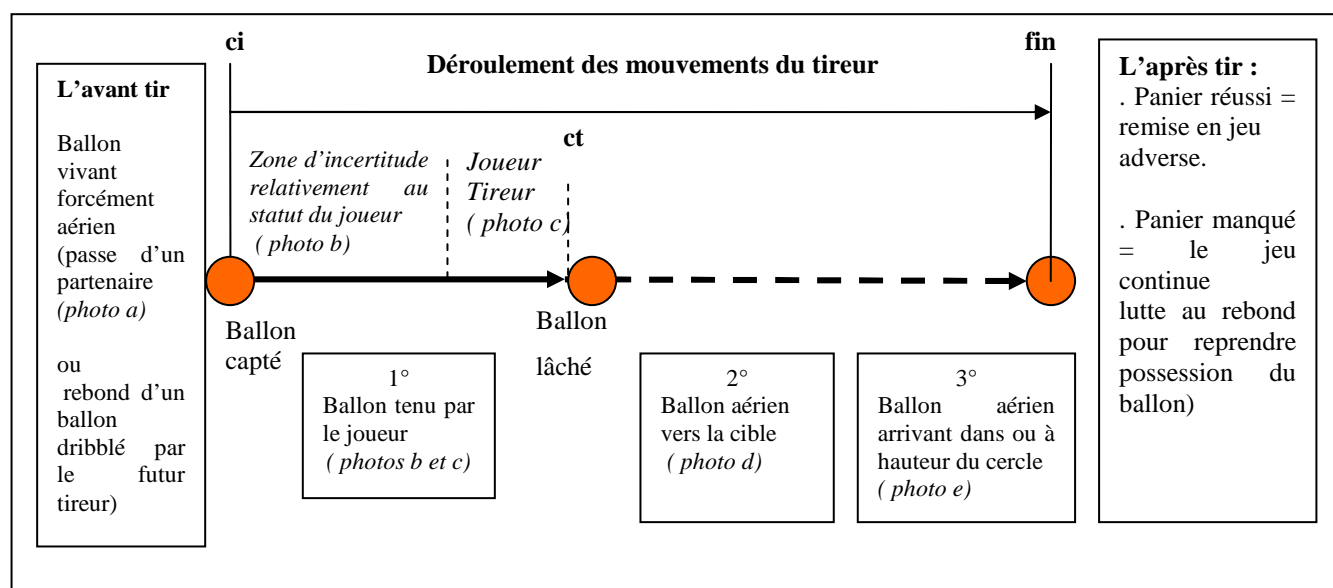 ci
fin
Déroulement des mouvements du tireur
L'avant tir
Ballon
vivant
forcément
aérien
(passe d'un
partenaire
(photo a)
ou
rebond d'un
ballon
dribblé par
le futur
tireur)
ct
Zone d'incertitude
relativement au
statut du joueur
( photo b)
Joueur
Tireur
( photo c)
Ballon
capté
Ballon
lâché
1°
Ballon tenu par
le joueur
( photos b et c)
2°
Ballon aérien
vers la cible
( photo d)
3°
Ballon aérien
arrivant dans ou à
hauteur du cercle
( photo e)
L'après tir :
. Panier réussi =
remise en jeu
adverse.
. Panier manqué
= le jeu
continue
lutte au rebond
pour reprendre
possession du
ballon)